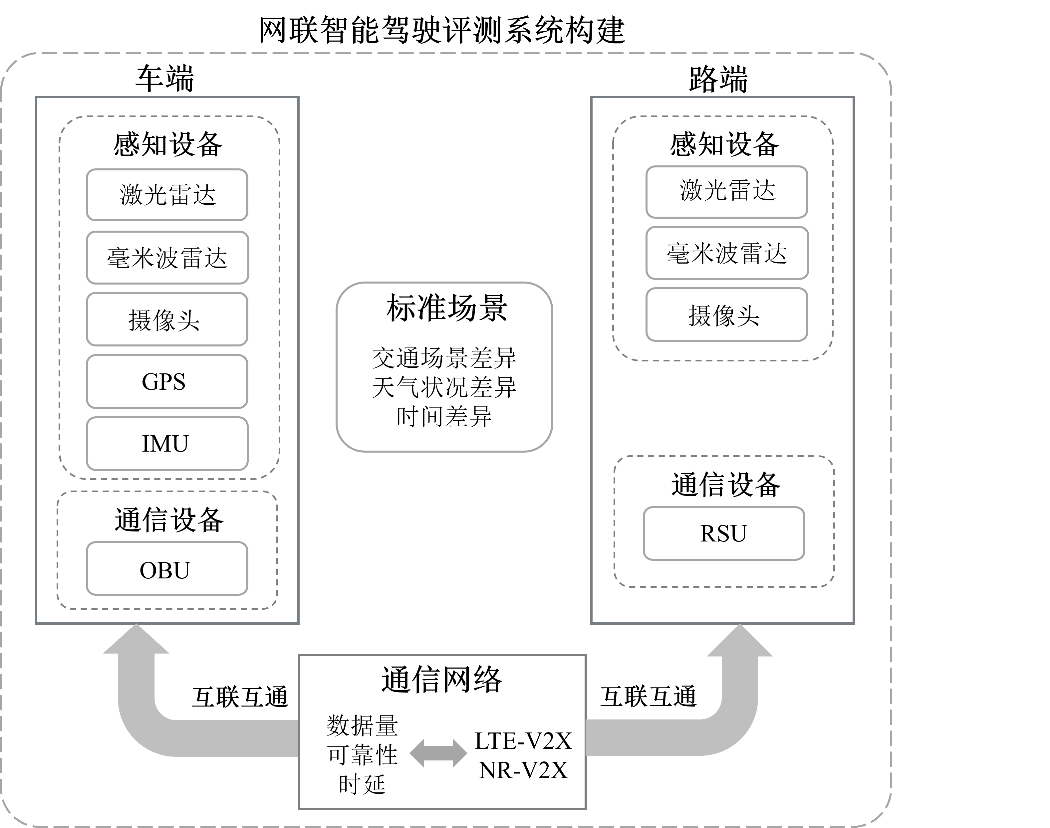 网联智能驾驶评测系统构建
车端
感知设备
激光雷达
毫米波雷达
摄像头
GPS
IMU
通信设备
OBU
标准场景
交通场景差异
天气状况差异
时间差异
路端
感知设备
激光雷达
毫米波雷达
摄像头
通信设备
RSU
互联互通
通信网络
数据量
可靠性
时延
LTE-V2X
NR-V2X
互联互通